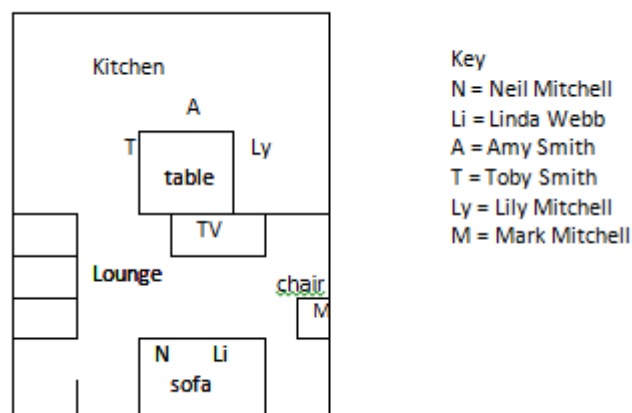 Kitchen
A
T
Ly
table
TV
Lounge
chair
M
N Li
sofa
Key
N = Neil Mitchell
Li = Linda Webb
A = Amy Smith
T = Toby Smith
Ly = Lily Mitchell
M = Mark Mitchell